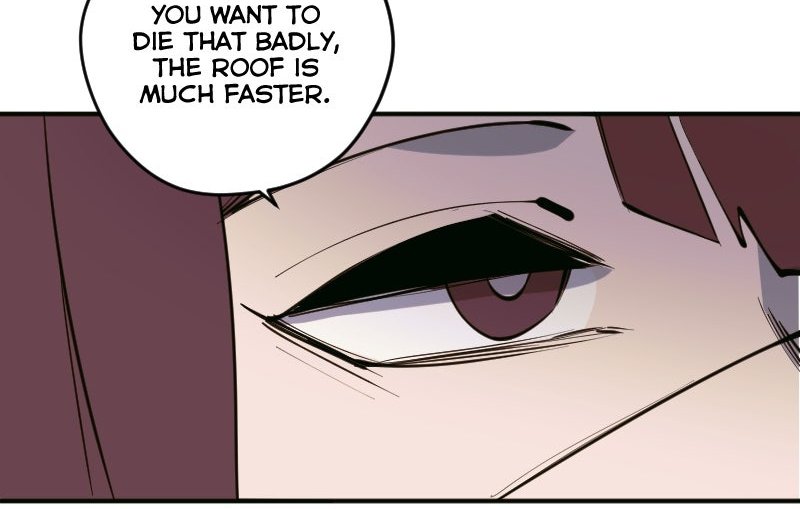 YOU WANT TO
DIE THAT BADLY,
THE ROOF IS
MUCH FASTER.